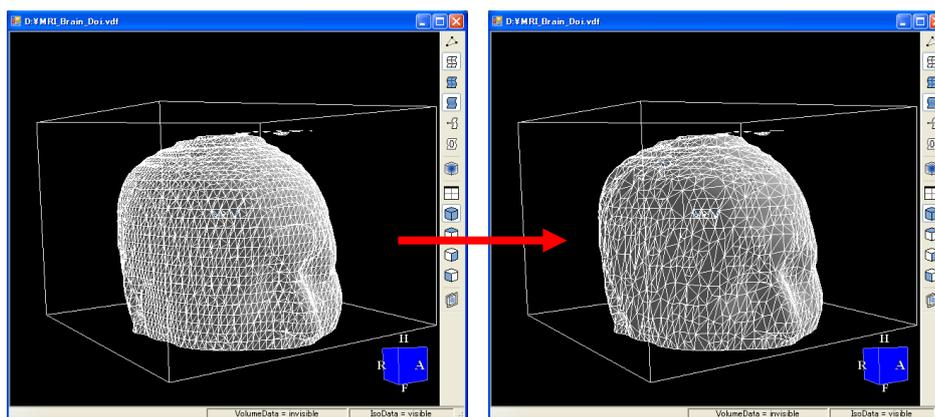 D:¥MRI_Brain_Doi.vdf
H
R A
F
VolumeData = invisible IsoData = visible
D:¥MRI_Brain_Doi.vdf
H
R A
F
VolumeData = invisible IsoData = visible